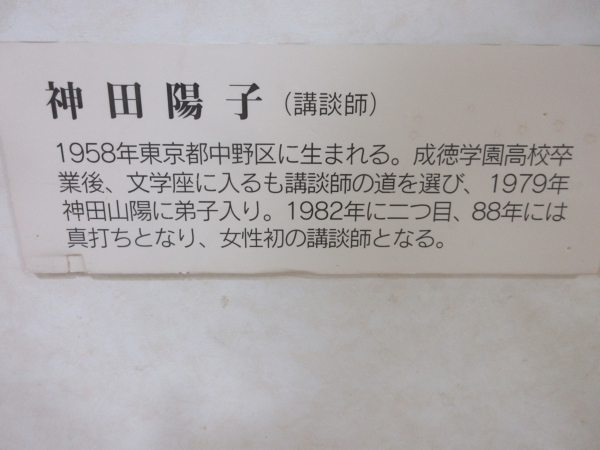 神田陽子（講談師）
1958年東京都中野区に生まれる。成徳学園高校卒
業後、文学座に入るも講談師の道を選び、1979年
神田山陽に弟子入り。1982年に二つ目、88年には
真打ちとなり、女性初の講談師となる。